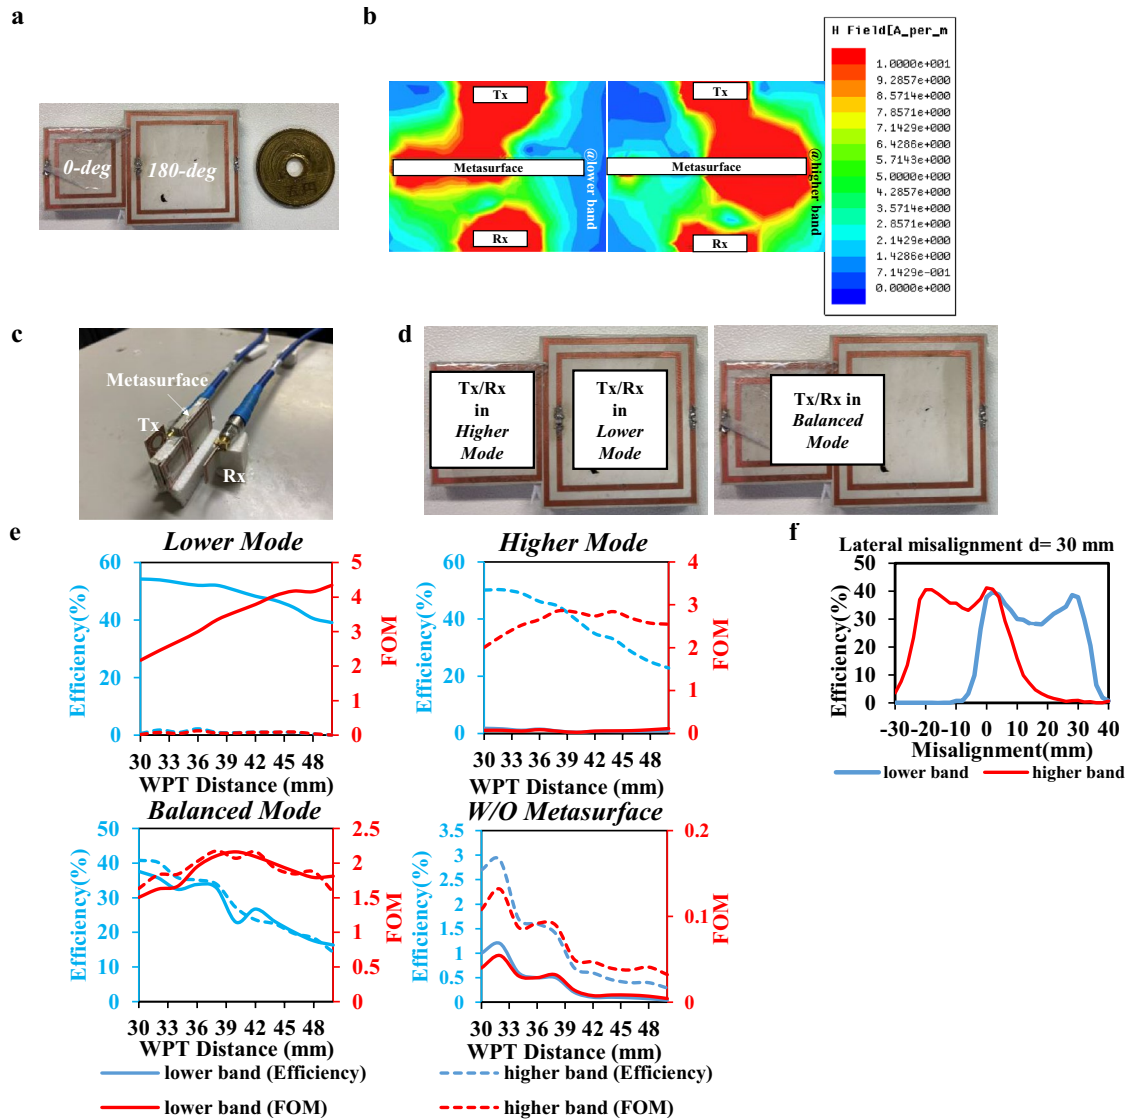 a
0-deg
180-deg
b
H Field[A_per_m
1.0000e+001
9.2857e+000
8.5714e+000
7.8571e+000
7.1429e+000
6.4286e+000
5.7143e+000
5.0000e+000
4.2857e+000
3.5714e+000
2.8571e+000
2.1429e+000
1.4286e+000
7.1429e-001
0.0000e+000
Tx
Metasurface
Rx
@lower band
Tx
Metasurface
Rx
@higher band
c
Metasurface
Tx
Rx
d
Tx/Rx
in
Higher
Mode
Tx/Rx
in
Lower
Mode
Tx/Rx in
Balanced
Mode
e
Lower Mode
Efficiency(%)
60
40
20
0
5
4
3
2
1
0
FOM
30 33 36 39 42 45 48
WPT Distance (mm)
Higher Mode
Efficiency(%)
60
40
20
0
4
3
2
1
0
FOM
30 33 36 39 42 45 48
WPT Distance (mm)
Balanced Mode
Efficiency(%)
50
40
30
20
10
0
2.5
2
1.5
1
0.5
0
FOM
30 33 36 39 42 45 48
WPT Distance (mm)
W/O Metasurface
Efficiency(%)
3.5
3
2.5
2
1.5
1
0.5
0
0.2
0.1
0
FOM
30 33 36 39 42 45 48
WPT Distance (mm)
lower band (Efficiency)
higher band (Efficiency)
lower band (FOM)
higher band (FOM)
f
Lateral misalignment d= 30 mm
Efficiency(%)
50
40
30
20
10
0
-30 -20 -10 0 10 20 30 40
Misalignment(mm)
lower band
higher band